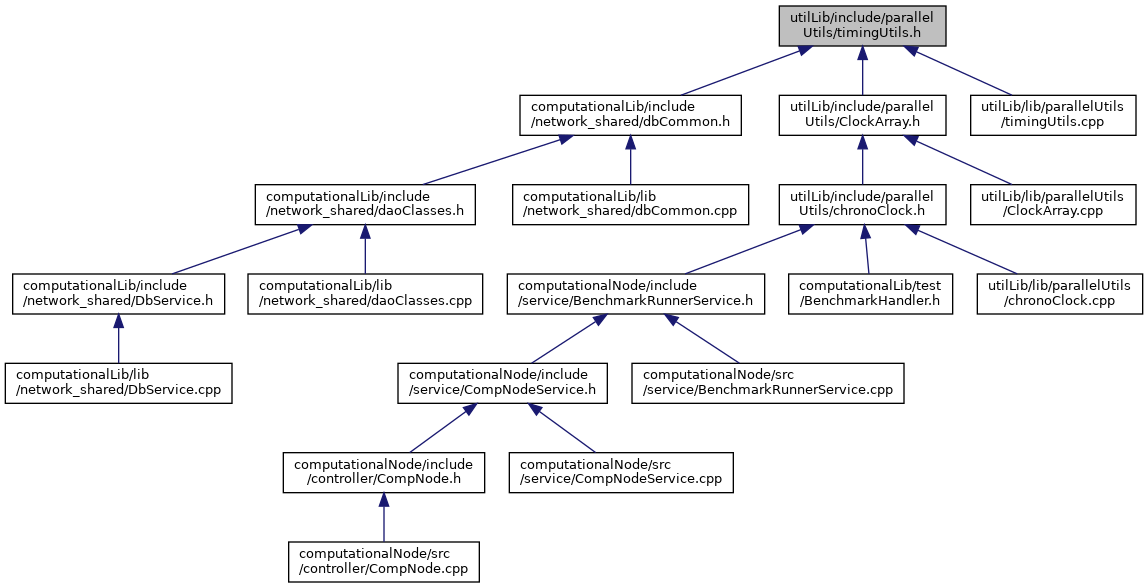 utilLib/include/parallel
Utils/timingUtils.h
computationalLib/include
/network_shared/dbCommon.h
utilLib/include/parallel
Utils/ClockArray.h
utilLib/lib/parallelUtils
/timingUtils.cpp
computationalLib/include
/network_shared/daoClasses.h
computationalLib/lib
/network_shared/dbCommon.cpp
utilLib/include/parallel
Utils/chronoClock.h
utilLib/lib/parallelUtils
/ClockArray.cpp
computationalLib/include
/network_shared/DbService.h
computationalLib/lib
/network_shared/daoClasses.cpp
computationalNode/include
/service/BenchmarkRunnerService.h
computationalLib/test
/BenchmarkHandler.h
utilLib/lib/parallelUtils
/chronoClock.cpp
computationalLib/lib
/network_shared/DbService.cpp
computationalNode/include
/service/CompNodeService.h
computationalNode/src
/service/BenchmarkRunnerService.cpp
computationalNode/include
/controller/CompNode.h
computationalNode/src
/service/CompNodeService.cpp
computationalNode/src
/controller/CompNode.cpp